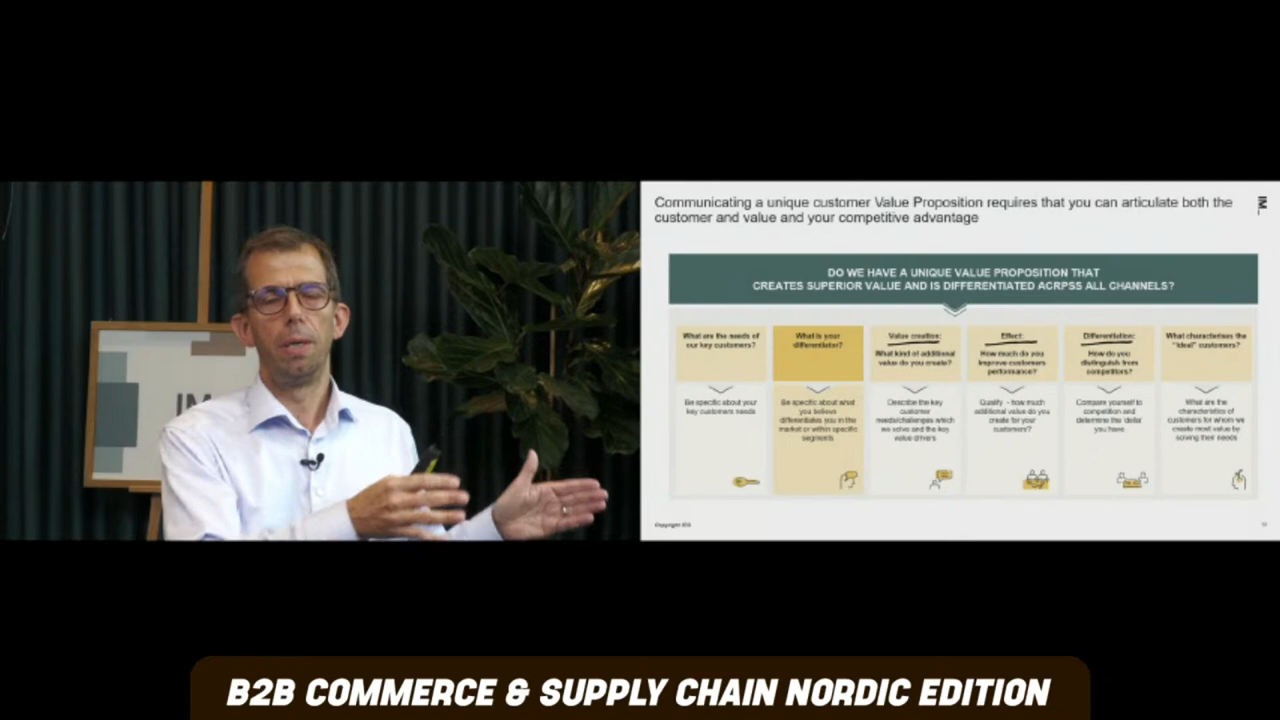 IM
Communicating a unique customer Value Proposition requires that you can articulate both the
customer and value and your competitive advantage
IM_
DO WE HAVE A UNIQUE VALUE PROPOSITION THAT
CREATES SUPERIOR VALUE AND IS DIFFERENTIATED ACRPSS ALL CHANNELS?
What are the needs of
our key customers?
Be specific about your
key customers needs
What is your
differentiator?
Be specific about what
you believe
differentiates you in the
market or within specific
segments
Value creation:
What kind of additional
value do you create?
Describe the key
customer
needs/challenges which
we solve and the key
value drivers
Effect:
How much do you
improve customers
performance?
Qualify - how much
additional value do you
create for your
customers?
Differentiation:
How do you
distinguish from
competitors?
Compare yourself to
competition and
determine the
you have
What characterises the
"ideal" customers?
What are the
characteristics of
customers for whom we
create most value by
solving their needs
Copyright
B2B COMMERCE & SUPPLY CHAIN NORDIC EDITION